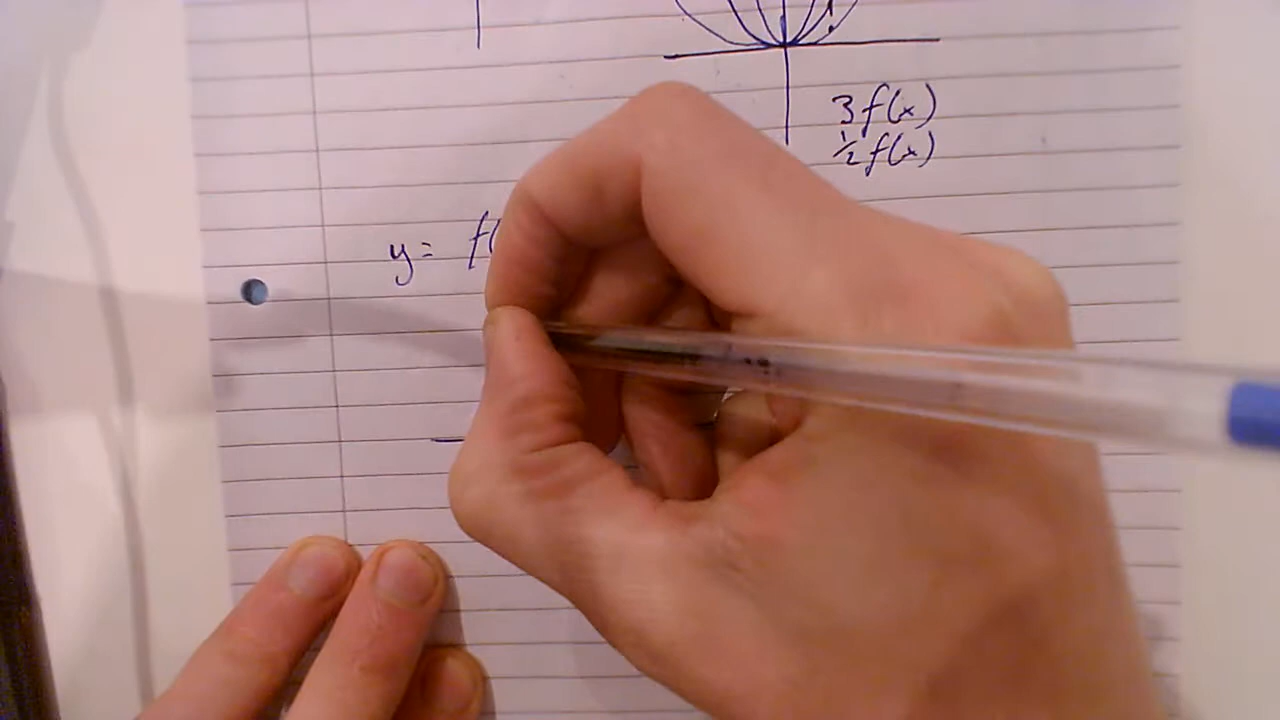 3f(x)
½f(x)
y = f(